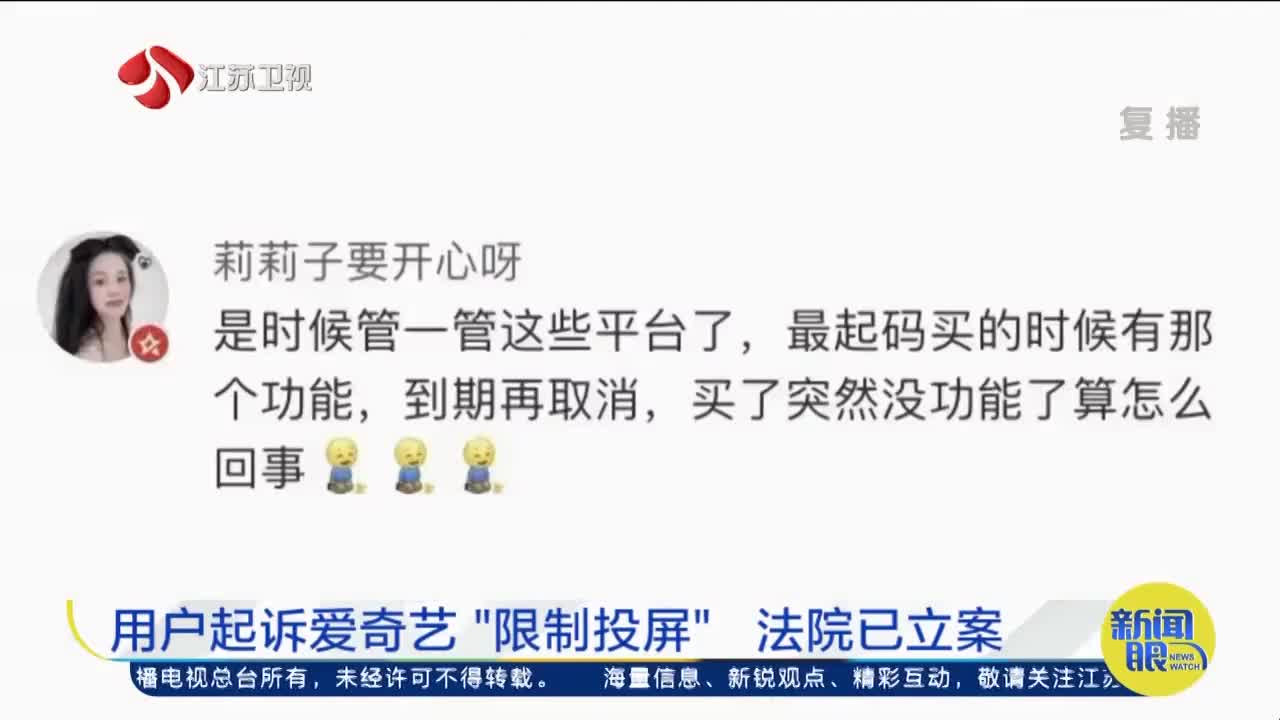 江苏卫视
复播
莉莉子要开心呀
是时候管一管这些平台了，最起码买的时候有那
个功能，到期再取消，买了突然没功能了算怎么
回事
用户起诉爱奇艺"限制投屏" 法院已立案
新闻
眼 NEWS WATCH
播电视总台所有，未经许可不得转载。 海量信息、新锐观点、精彩互动，敬请关注江苏